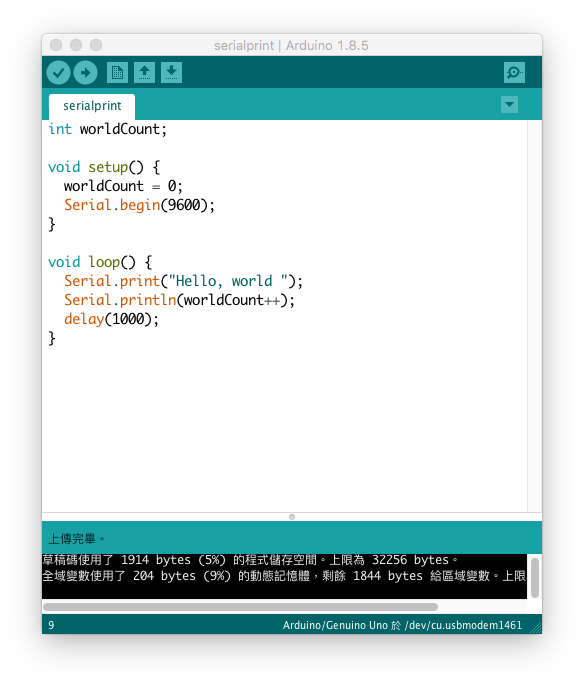 serialprint | Arduino 1.8.5
serialprint
int worldCount;
void setup() {
  worldCount = 0;
  Serial.begin(9600);
}
void loop() {
  Serial.print("Hello, world ");
  Serial.println(worldCount++);
  delay(1000);
}
上傳完畢。
草稿碼使用了 1914 bytes (5%) 的程式儲存空間。上限為 32256 bytes。
全域變數使用了 204 bytes (9%) 的動態記憶體，剩餘 1844 bytes 給區域變數。上限
9
Arduino/Genuino Uno 於 /dev/cu.usbmodem1461